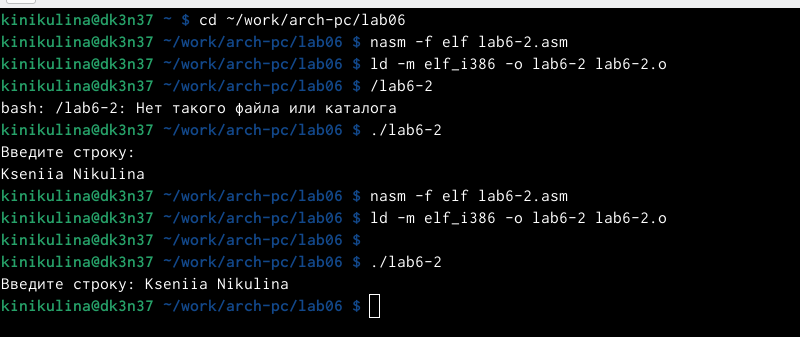 kinikulina@dk3n37 ~ $ cd ~/work/arch-pc/lab06
kinikulina@dk3n37 ~/work/arch-pc/lab06 $ nasm -f elf lab6-2.asm
kinikulina@dk3n37 ~/work/arch-pc/lab06 $ ld -m elf_i386 -o lab6-2 lab6-2.o
kinikulina@dk3n37 ~/work/arch-pc/lab06 $ /lab6-2
bash: /lab6-2: Нет такого файла или каталога
kinikulina@dk3n37 ~/work/arch-pc/lab06 $ ./lab6-2
Введите строку:
Kseniia Nikulina
kinikulina@dk3n37 ~/work/arch-pc/lab06 $ nasm -f elf lab6-2.asm
kinikulina@dk3n37 ~/work/arch-pc/lab06 $ ld -m elf_i386 -o lab6-2 lab6-2.o
kinikulina@dk3n37 ~/work/arch-pc/lab06 $
kinikulina@dk3n37 ~/work/arch-pc/lab06 $ ./lab6-2
Введите строку: Kseniia Nikulina
kinikulina@dk3n37 ~/work/arch-pc/lab06 $